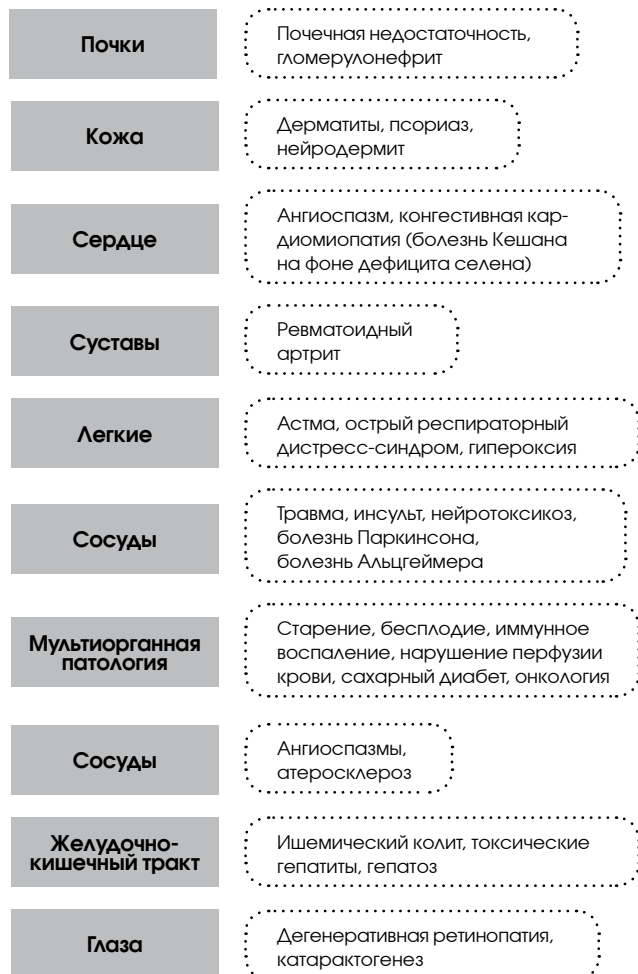 Почки
Почечная недостаточность,
гломерулонефрит
Кожа
Дерматиты, псориаз,
нейродермит
Сердце
Ангиоспазм, конгестивная кар-
диомиопатия (болезнь Кешана
на фоне дефицита селена)
Суставы
Ревматоидный
артрит
Легкие
Астма, острый респираторный
дистресс-синдром, гипероксия
Сосуды
Травма, инсульт, нейротоксикоз,
болезнь Паркинсона,
болезнь Альцгеймера
Мультиорганная
патология
Старение, бесплодие, иммунное
воспаление, нарушение перфузии
крови, сахарный диабет, онкология
Сосуды
Ангиоспазмы,
атеросклероз
Желудочно-
кишечный тракт
Ишемический колит, токсические
гепатиты, гепатоз
Глаза
Дегенеративная ретинопатия,
катарактогенез